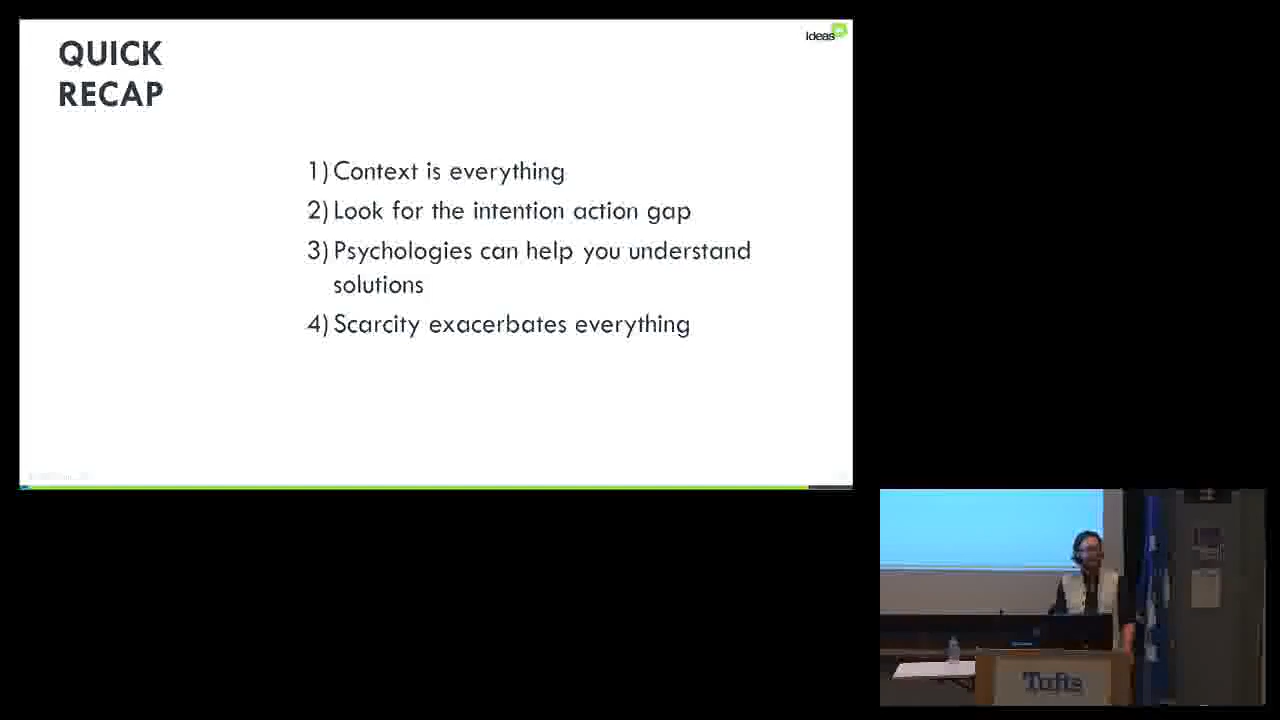 QUICK
RECAP
ideas
1) Context is everything
2) Look for the intention action gap
3) Psychologies can help you understand
solutions
4) Scarcity exacerbates everything
Tufts